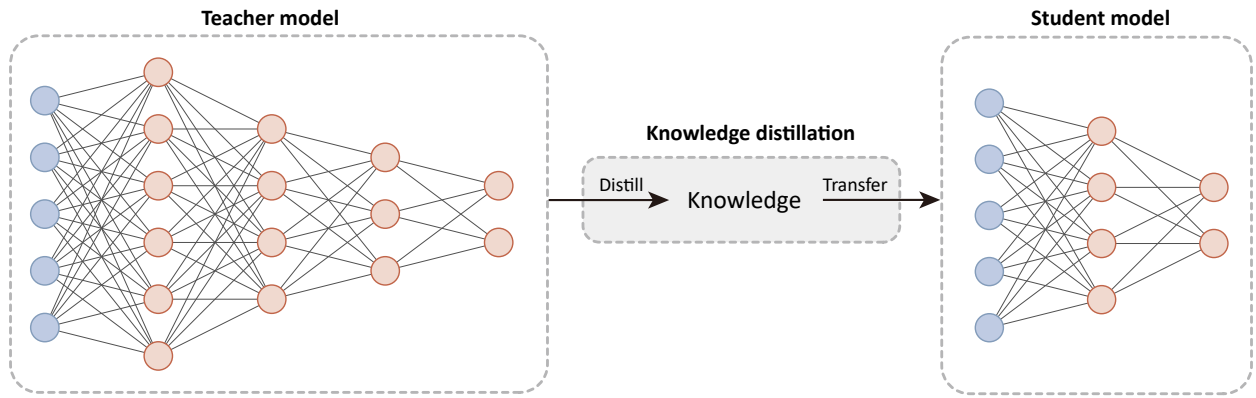 Teacher model
Student model
Knowledge distillation
Distill
Knowledge
Transfer